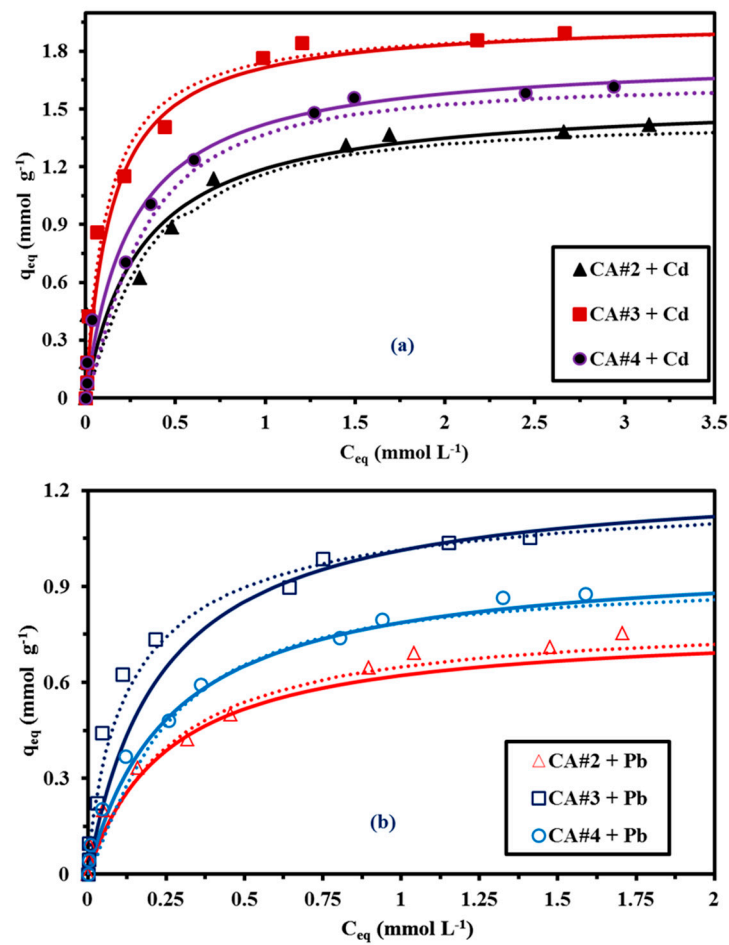 1.8
1.5
1.2
0.9
0.6
0.3
0
q_eq (mmol g⁻¹)
CA#2 + Cd
CA#3 + Cd
CA#4 + Cd
(a)
0 0.5 1 1.5 2 2.5 3 3.5
C_eq (mmol L⁻¹)
1.2
0.9
0.6
0.3
0
q_eq (mmol g⁻¹)
CA#2 + Pb
CA#3 + Pb
CA#4 + Pb
(b)
0 0.25 0.5 0.75 1 1.25 1.5 1.75 2
C_eq (mmol L⁻¹)